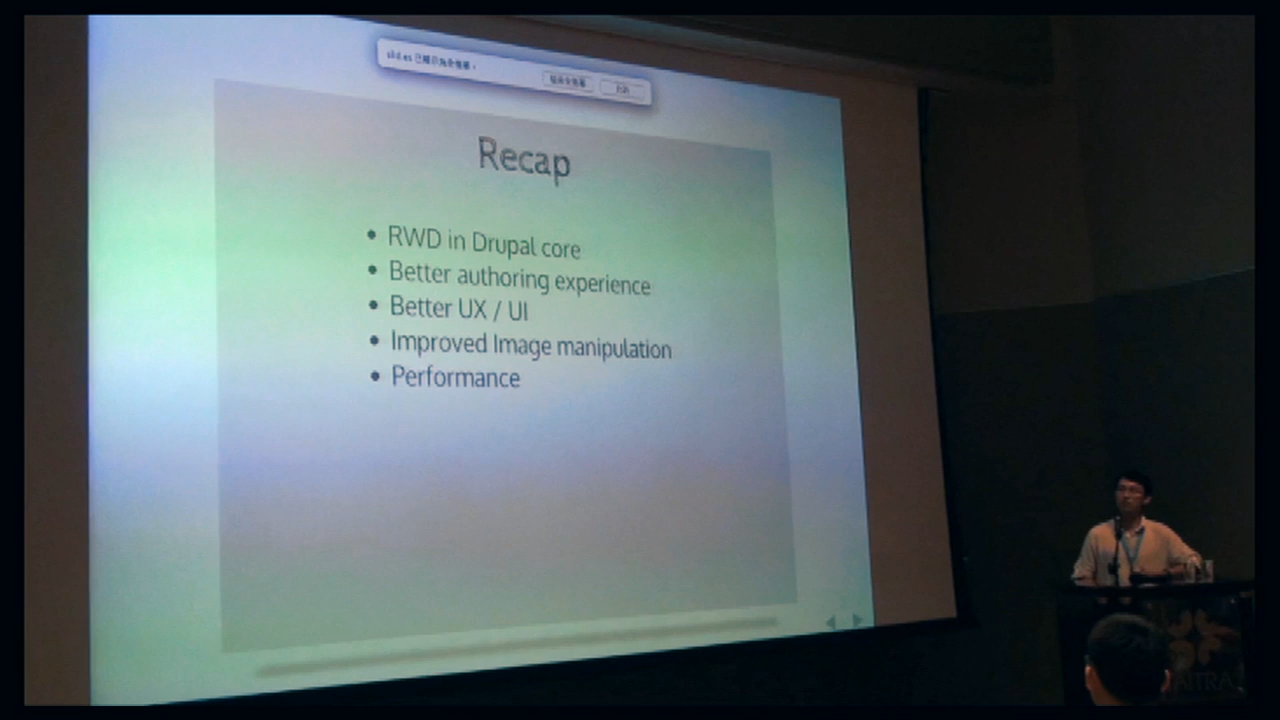 Recap
• RWD in Drupal core
• Better authoring experience
• Better UX / UI
• Improved Image manipulation
• Performance